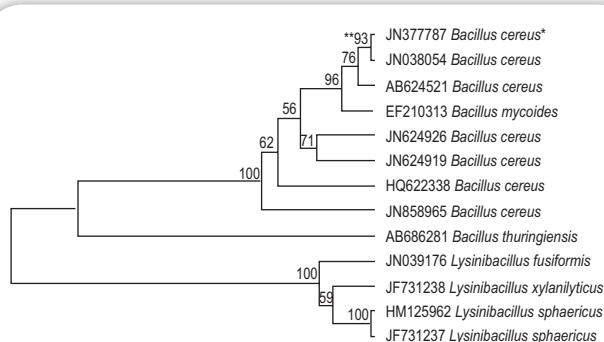 **93 JN377787 Bacillus cereus*
JN038054 Bacillus cereus
76
AB624521 Bacillus cereus
96
EF210313 Bacillus mycoides
56
JN624926 Bacillus cereus
71
62
JN624919 Bacillus cereus
100
HQ622338 Bacillus cereus
JN858965 Bacillus cereus
AB686281 Bacillus thuringiensis
JN039176 Lysinibacillus fusiformis
100
JF731238 Lysinibacillus xylanilyticus
59
HM125962 Lysinibacillus sphaericus
100
JF731237 Lysinibacillus sphaericus